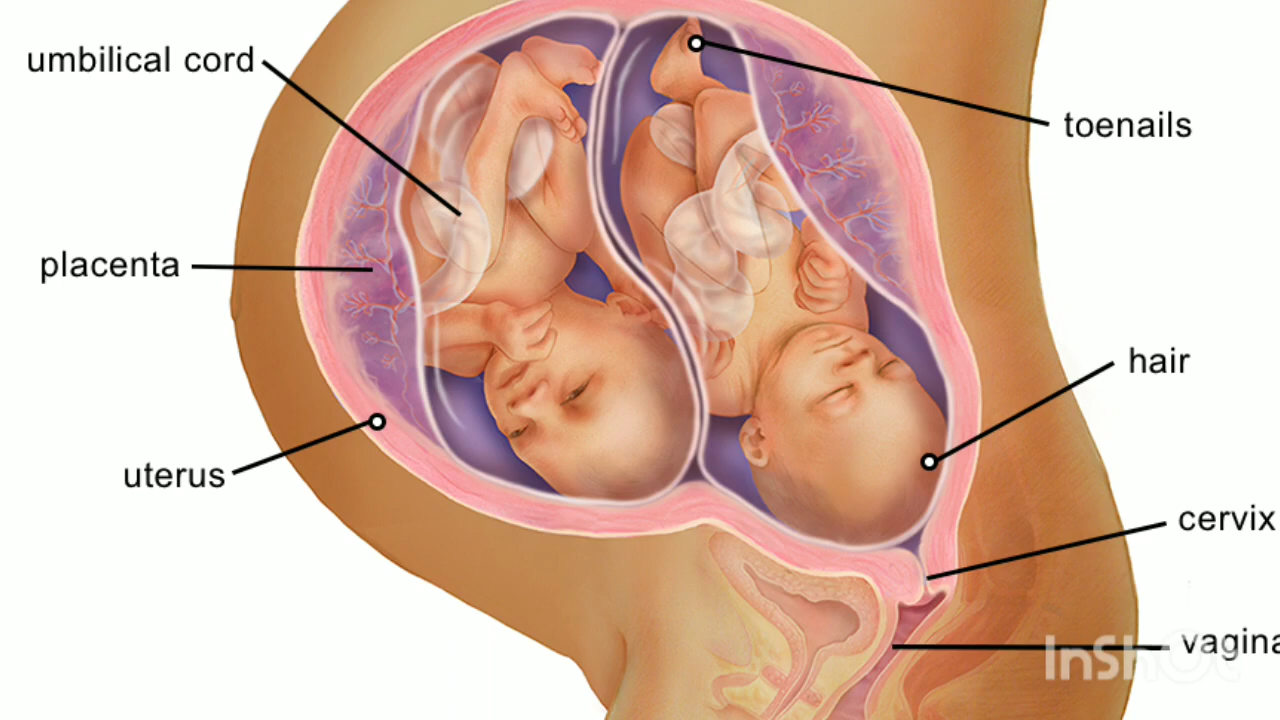 umbilical cord
toenails
placenta
hair
uterus
cervix
vagina
InShot